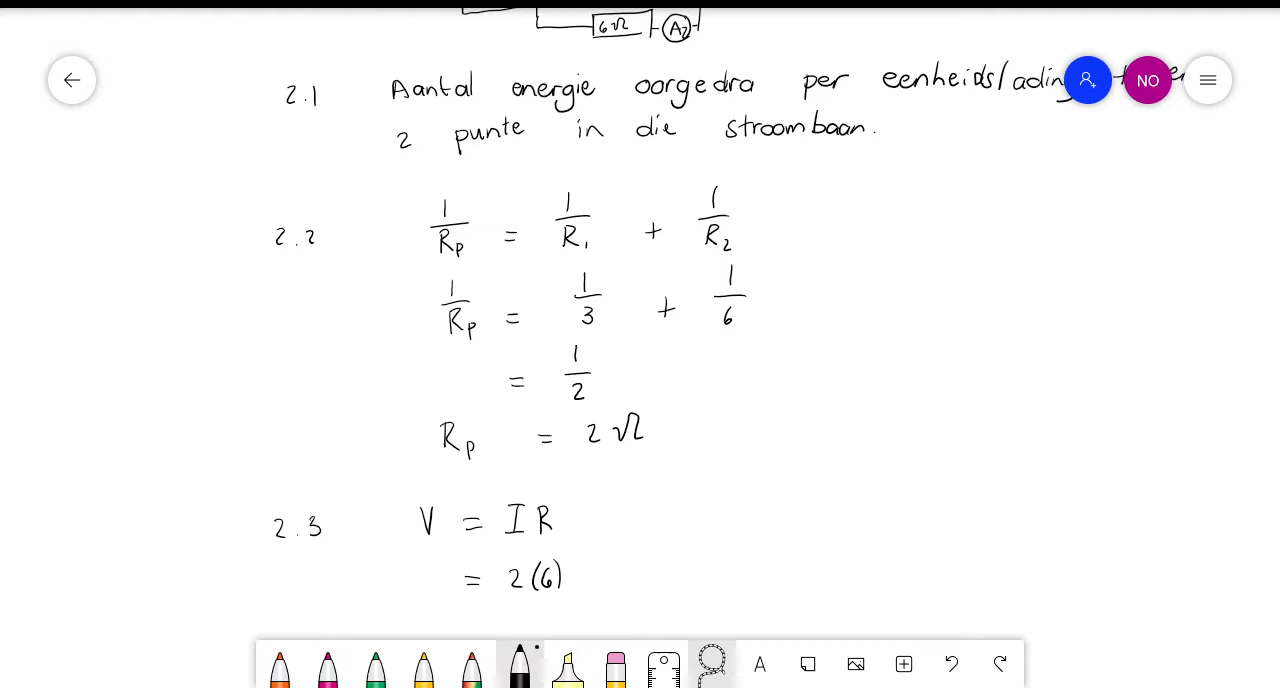 6Ω A2
2.1 Aantal energie oorgedra per eenheidslading
2 punte in die stroombaan.
NO
2.2 1/Rp = 1/R1 + 1/R2
1/Rp = 1/3 + 1/6
= 1/2
Rp = 2Ω
2.3 V = IR
= 2(6)
A